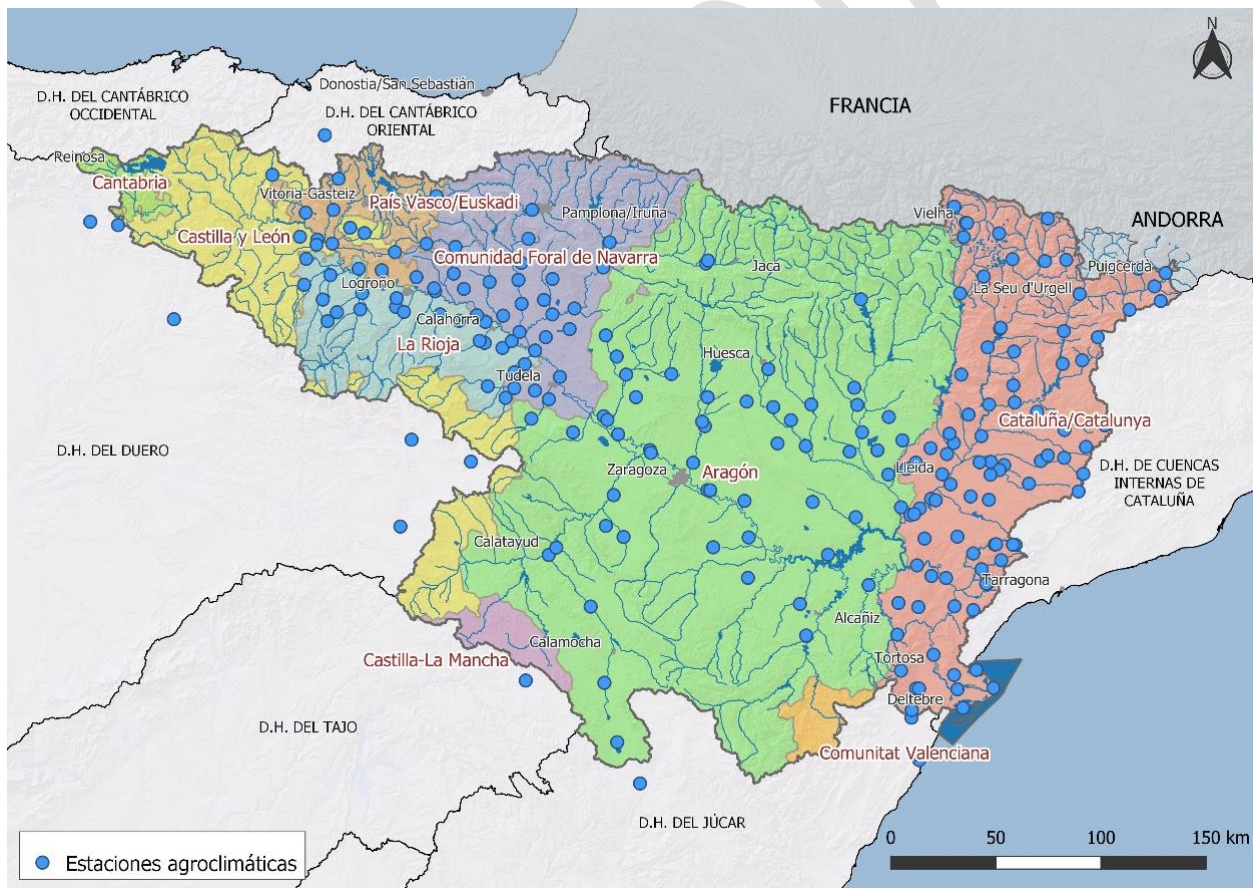 N
Donostia/San Sebastián
D.H. DEL CANTÁBRICO
OCCIDENTAL
D.H. DEL CANTÁBRICO
ORIENTAL
FRANCIA
Reinosa
Cantabria
Vitoria-Gasteiz
País Vasco/Euskadi
Pamplona/Iruña
Vielha
ANDORRA
Castilla y León
Comunidad Foral de Navarra
Jaca
Puigcerdà
Logroño
La Seu d'Urgell
Calahorra
La Rioja
Huesca
Tudela
Cataluña/Catalunya
D.H. DEL DUERO
Zaragoza
Aragón
Lleida
D.H. DE CUENCAS
INTERNAS DE
CATALUÑA
Calatayud
Tarragona
Alcañiz
Calamocha
Castilla-La Mancha
Tortosa
Deltebre
D.H. DEL TAJO
Comunitat Valenciana
D.H. DEL JÚCAR
0 50 100 150 km
Estaciones agroclimáticas